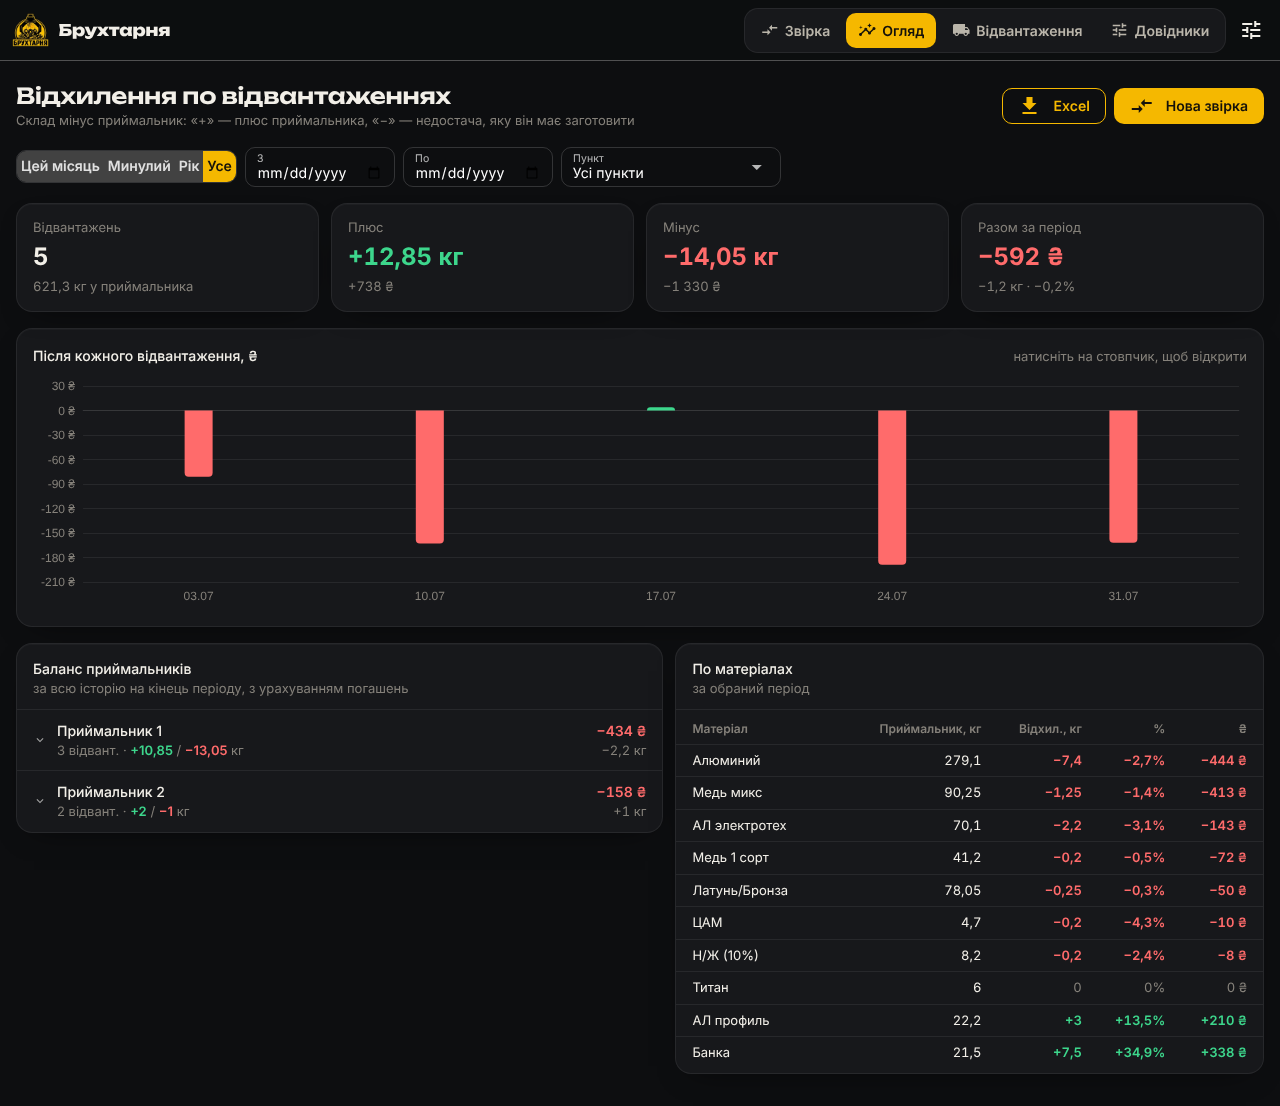 БРУХТАРНЯ
Брухтарня
Звірка
Огляд
Відвантаження
Довідники
Відхилення по відвантаженнях
Склад мінус приймальник: «+» — плюс приймальника, «−» — недостача, яку він має заготовити
Excel
Нова звірка
Цей місяць Минулий Рік Усе
З
mm/dd/yyyy
По
mm/dd/yyyy
Пункт
Усі пункти
Відвантажень
5
621,3 кг у приймальника
Плюс
+12,85 кг
+738 ₴
Мінус
−14,05 кг
−1 330 ₴
Разом за період
−592 ₴
−1,2 кг · −0,2%
Після кожного відвантаження, ₴
натисніть на стовпчик, щоб відкрити
30 ₴
0 ₴
-30 ₴
-60 ₴
-90 ₴
-120 ₴
-150 ₴
-180 ₴
-210 ₴
03.07 10.07 17.07 24.07 31.07
Баланс приймальників
за всю історію на кінець періоду, з урахуванням погашень
Приймальник 1 −434 ₴
3 відвант. · +10,85 / −13,05 кг −2,2 кг
Приймальник 2 −158 ₴
2 відвант. · +2 / −1 кг +1 кг
По матеріалах
за обраний період
Матеріал Приймальник, кг Відхил., кг % ₴
Алюминий 279,1 −7,4 −2,7% −444 ₴
Медь микс 90,25 −1,25 −1,4% −413 ₴
АЛ электротех 70,1 −2,2 −3,1% −143 ₴
Медь 1 сорт 41,2 −0,2 −0,5% −72 ₴
Латунь/Бронза 78,05 −0,25 −0,3% −50 ₴
ЦАМ 4,7 −0,2 −4,3% −10 ₴
Н/Ж (10%) 8,2 −0,2 −2,4% −8 ₴
Титан 6 0 0% 0 ₴
АЛ профиль 22,2 +3 +13,5% +210 ₴
Банка 21,5 +7,5 +34,9% +338 ₴